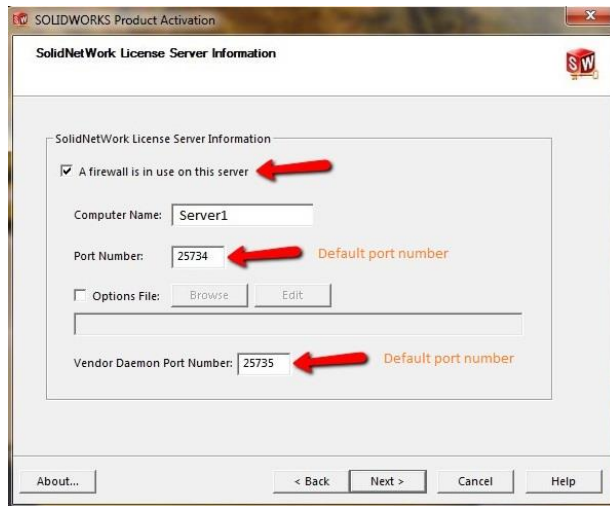 SOLIDWORKS Product Activation
SolidNetWork License Server Information
SW
SolidNetWork License Server Information
A firewall is in use on this server
Computer Name: Server1
Port Number: 25734 Default port number
Options File: Browse Edit
Vendor Daemon Port Number: 25735 Default port number
About... < Back Next > Cancel Help